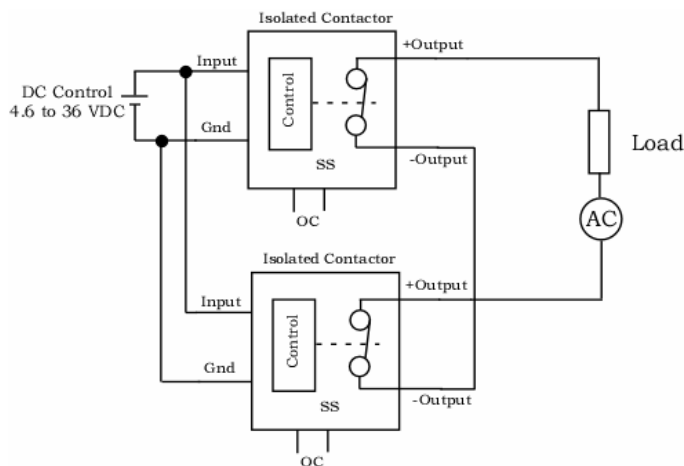 Isolated Contactor
Input
+Output
DC Control
4.6 to 36 VDC
Control
Gnd
-Output
SS
OC
Load
AC
Isolated Contactor
Input
+Output
Control
Gnd
-Output
SS
OC